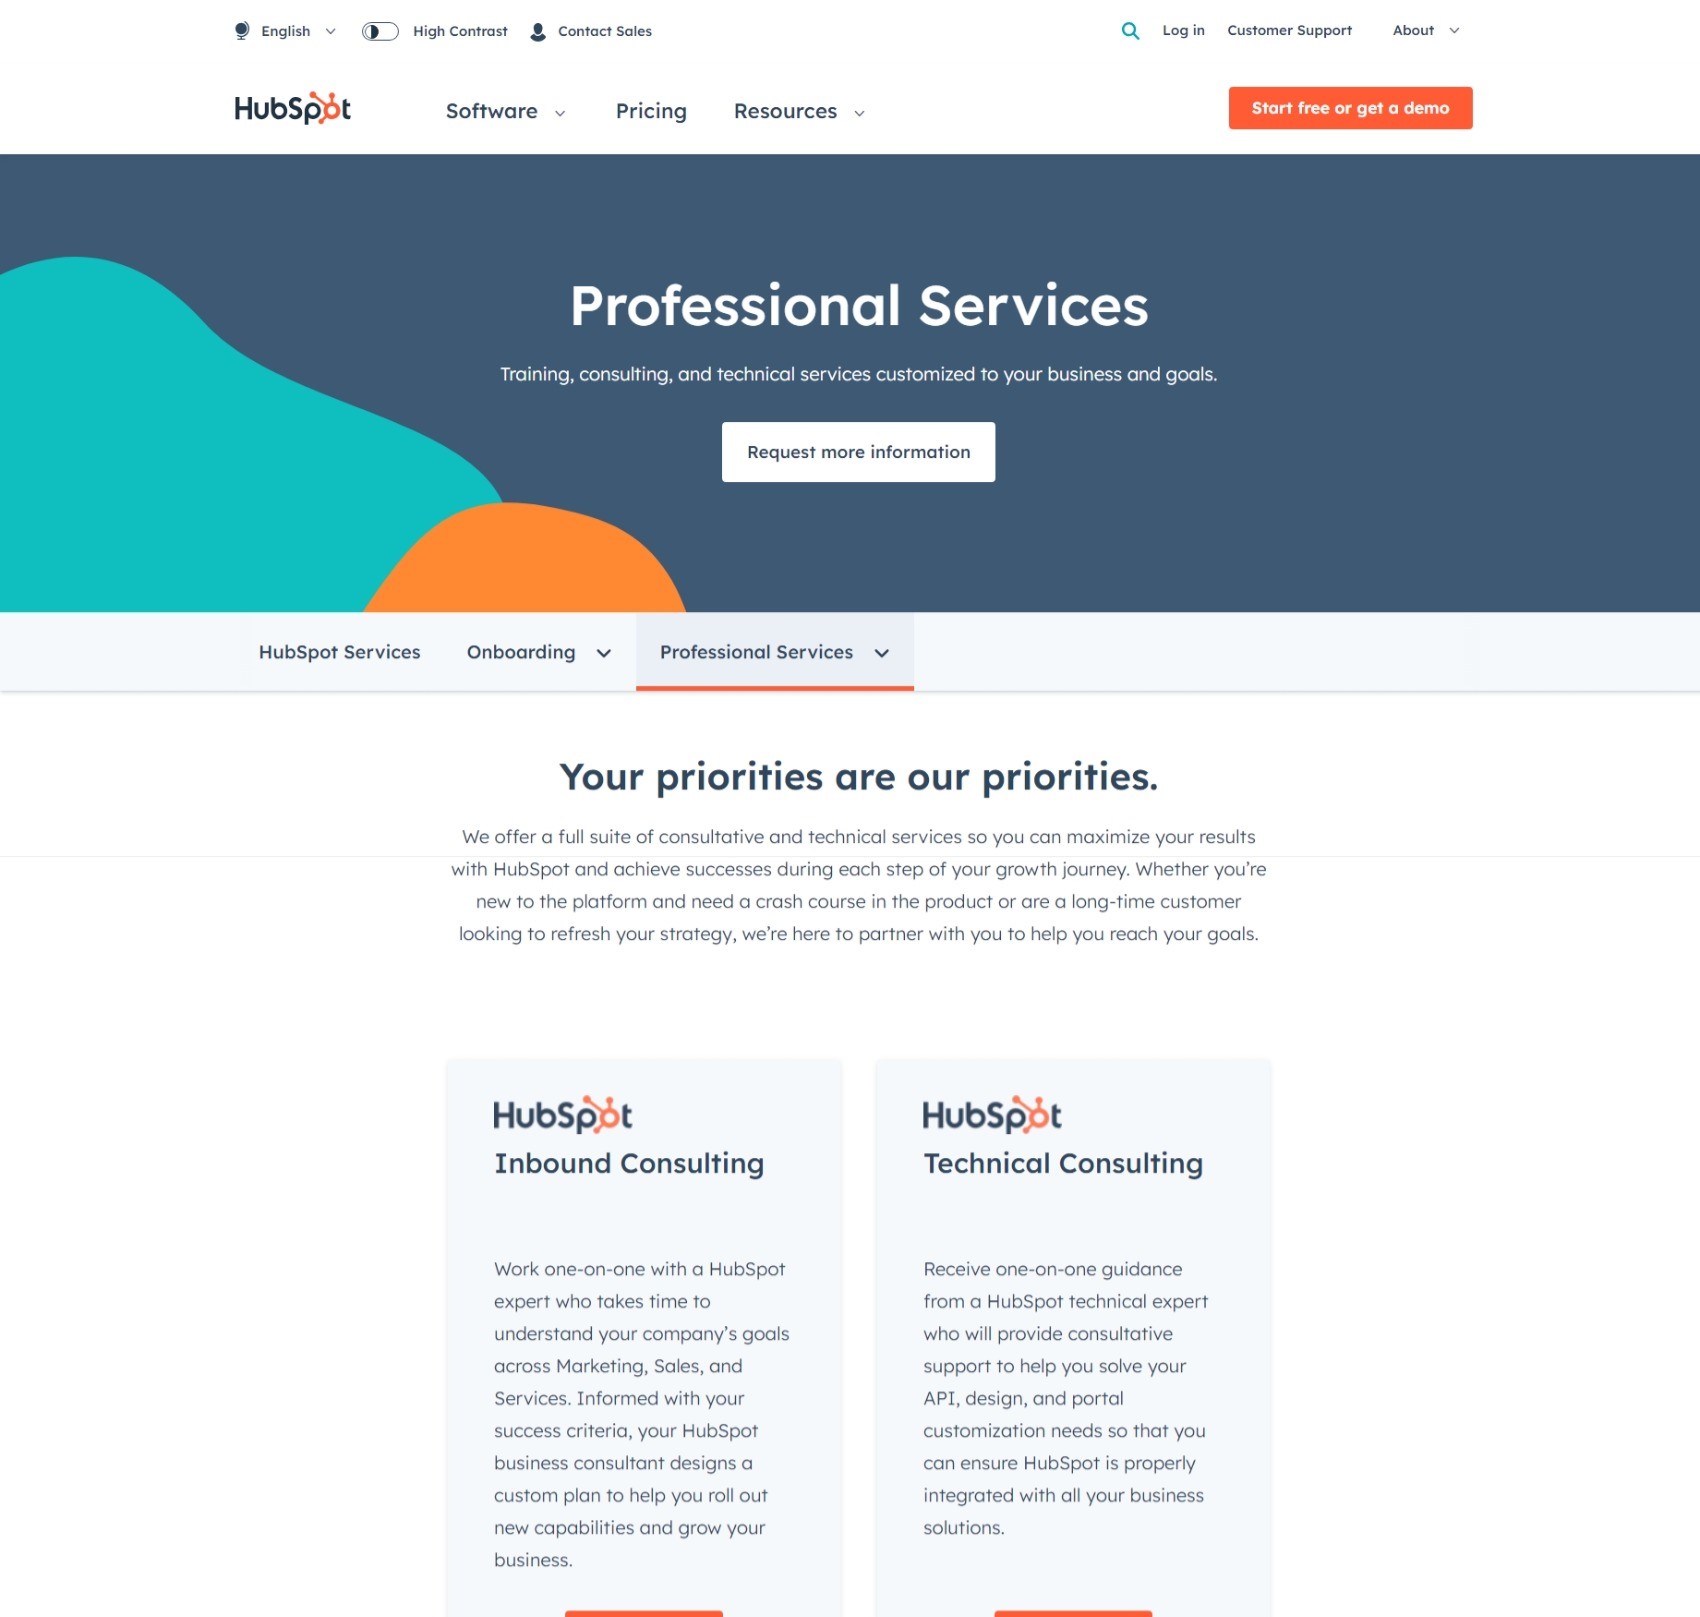 English
High Contrast
Contact Sales
Log in
Customer Support
About
HubSpot
Software
Pricing
Resources
Start free or get a demo
Professional Services
Training, consulting, and technical services customized to your business and goals.
Request more information
HubSpot Services
Onboarding
Professional Services
Your priorities are our priorities.
We offer a full suite of consultative and technical services so you can maximize your results
with HubSpot and achieve successes during each step of your growth journey. Whether you’re
new to the platform and need a crash course in the product or are a long-time customer
looking to refresh your strategy, we’re here to partner with you to help you reach your goals.
HubSpot
Inbound Consulting
Work one-on-one with a HubSpot
expert who takes time to
understand your company’s goals
across Marketing, Sales, and
Services. Informed with your
success criteria, your HubSpot
business consultant designs a
custom plan to help you roll out
new capabilities and grow your
business.
HubSpot
Technical Consulting
Receive one-on-one guidance
from a HubSpot technical expert
who will provide consultative
support to help you solve your
API, design, and portal
customization needs so that you
can ensure HubSpot is properly
integrated with all your business
solutions.